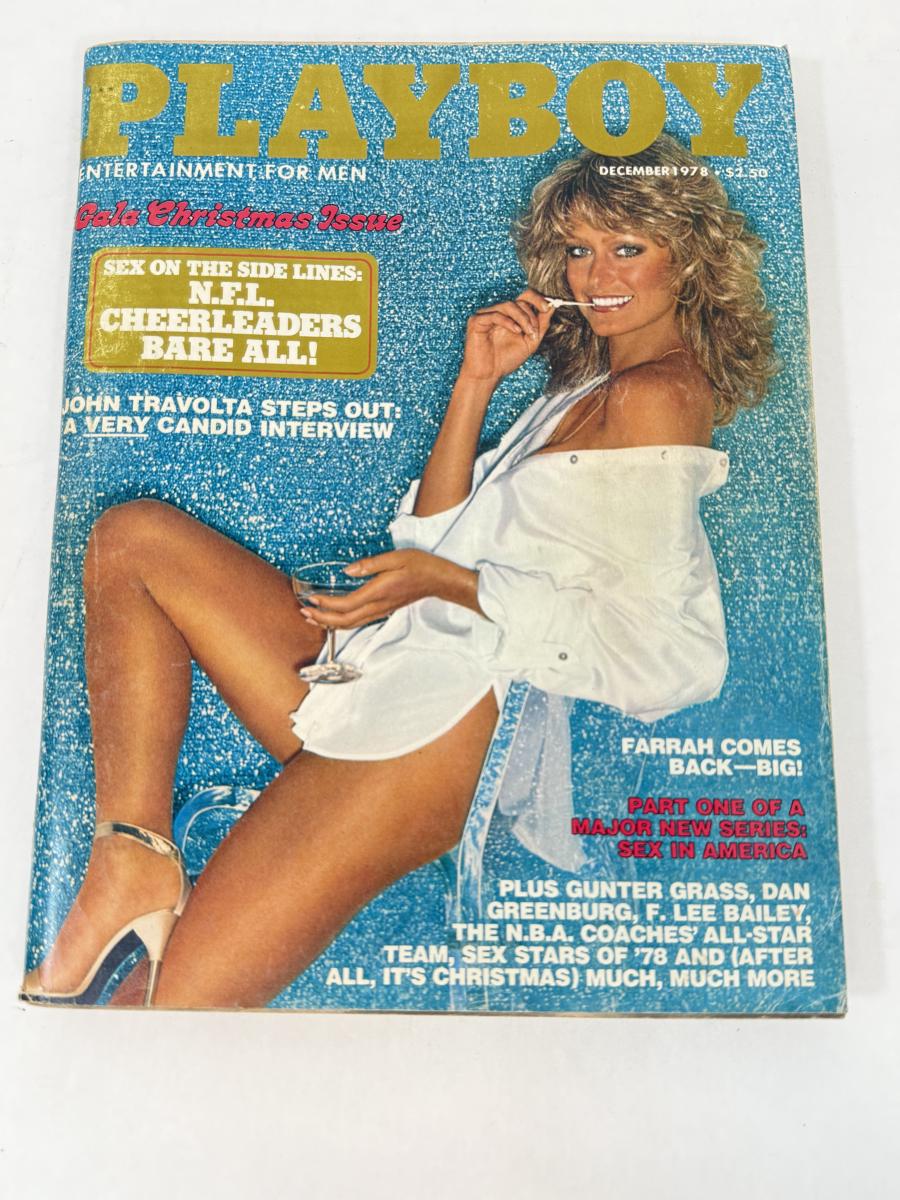 PLAYBOY
ENTERTAINMENT FOR MEN
DECEMBER 1978 • $2.50
Gala Christmas Issue
SEX ON THE SIDE LINES:
N.F.L.
CHEERLEADERS
BARE ALL!
JOHN TRAVOLTA STEPS OUT:
A VERY CANDID INTERVIEW
FARRAH COMES
BACK—BIG!
PART ONE OF A
MAJOR NEW SERIES:
SEX IN AMERICA
PLUS GUNTER GRASS, DAN
GREENBURG, F. LEE BAILEY,
THE N.B.A. COACHES' ALL-STAR
TEAM, SEX STARS OF '78 AND (AFTER
ALL, IT'S CHRISTMAS) MUCH, MUCH MORE